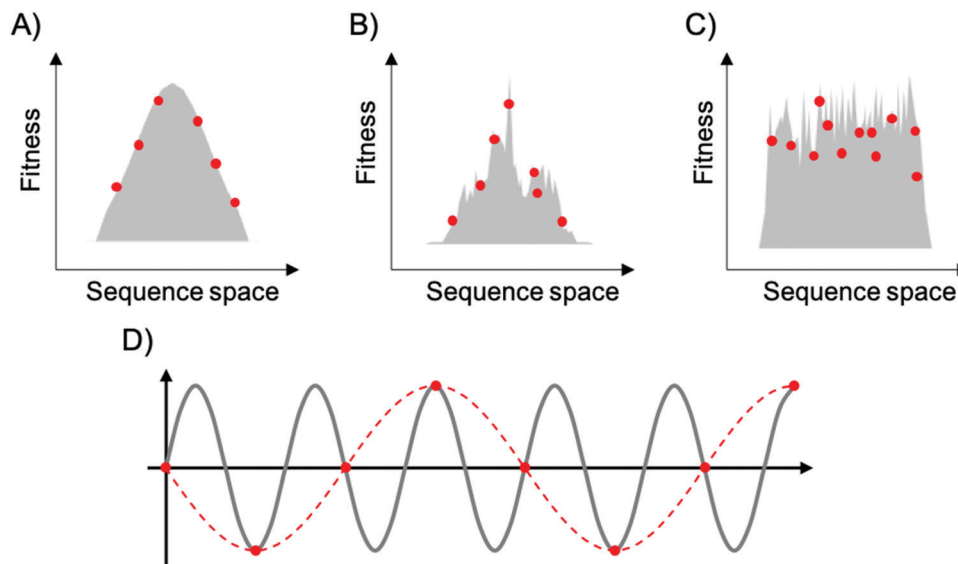 A)
Fitness
Sequence space
B)
Fitness
Sequence space
C)
Fitness
Sequence space
D)